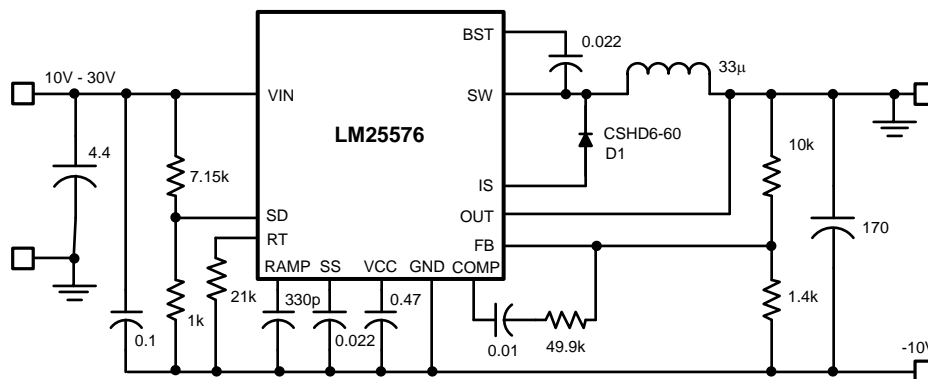 10V - 30V
VIN
BST
0.022
33µ
SW
LM25576
CSHD6-60
D1
10k
4.4
7.15k
IS
SD
OUT
170
RT
FB
RAMP SS VCC GND COMP
21k
330p
0.47
1.4k
1k
0.1
0.022
0.01
49.9k
-10V